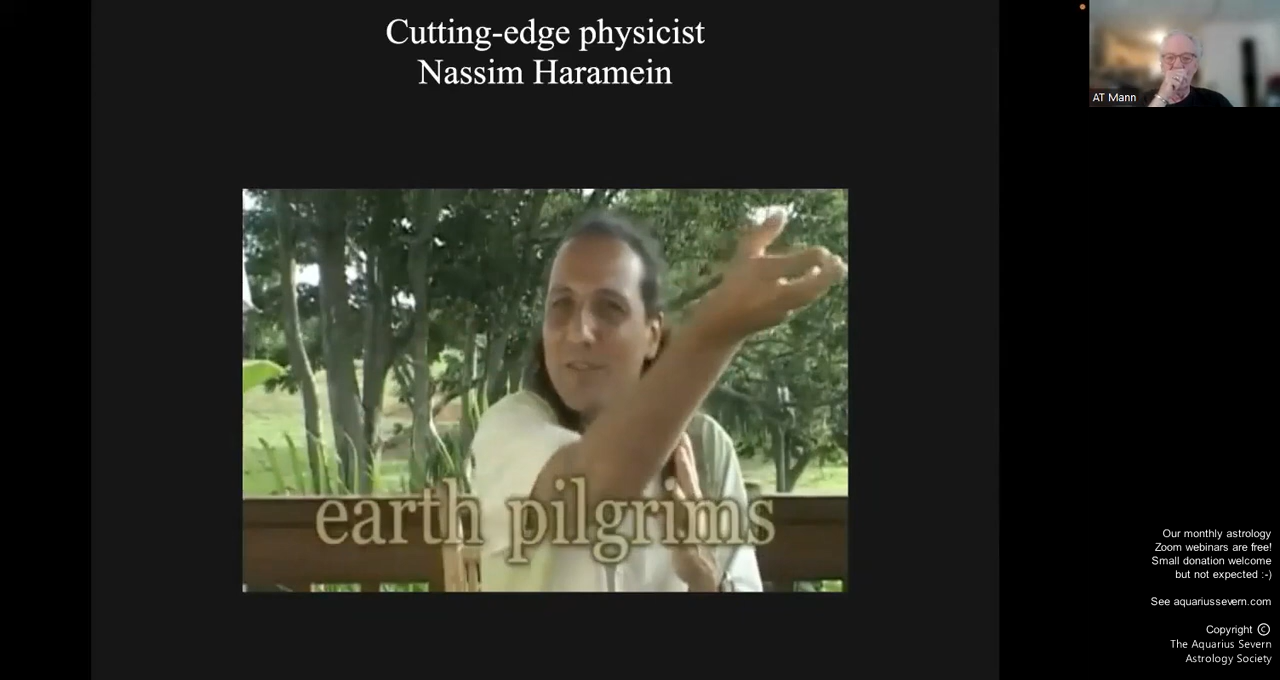 Cutting-edge physicist
Nassim Haramein
AT Mann
earth pilgrims
Our monthly astrology
Zoom webinars are free!
Small donation welcome
but not expected :-)
See aquariussevern.com
Copyright ©
The Aquarius Severn
Astrology Society